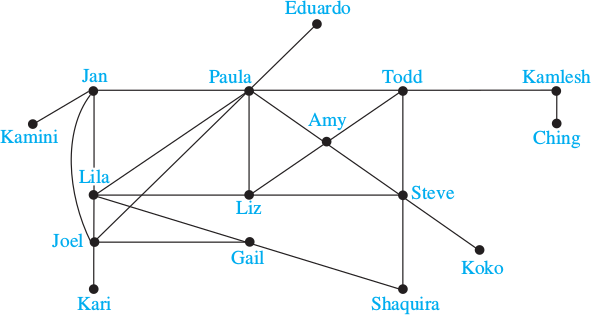 Eduardo
Jan
Paula
Todd
Kamlesh
Kamini
Amy
Ching
Lila
Liz
Steve
Joel
Gail
Koko
Kari
Shaquira